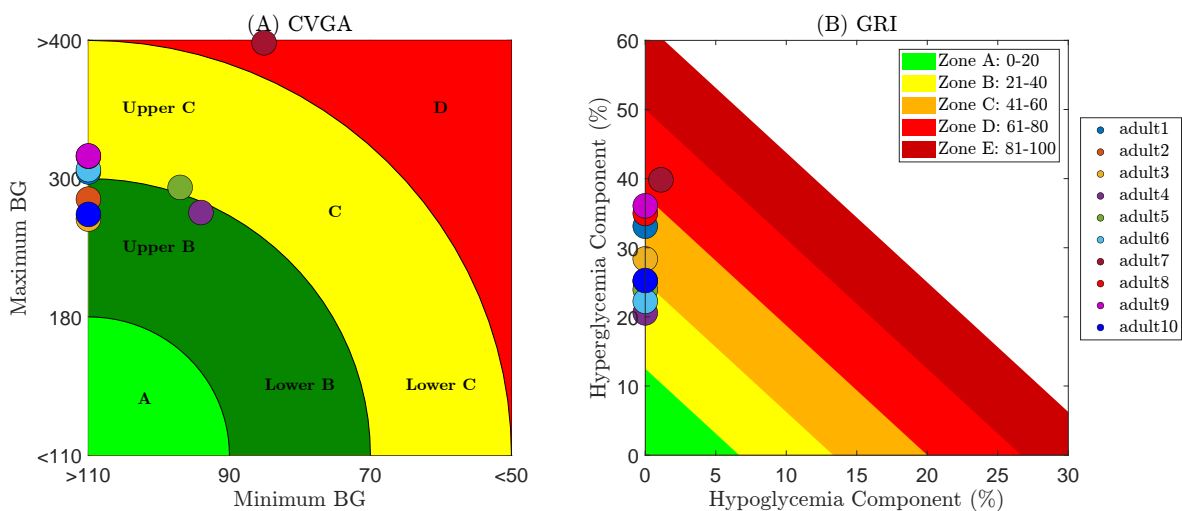 (A) CVGA
>400
300
180
<110
Maximum BG
Upper C
D
C
Upper B
Lower B
Lower C
A
>110
90
70
<50
Minimum BG
(B) GRI
60
50
40
30
20
10
0
Hyperglycemia Component (%)
Zone A: 0-20
Zone B: 21-40
Zone C: 41-60
Zone D: 61-80
Zone E: 81-100
0
5
10
15
20
25
30
Hypoglycemia Component (%)
adult1
adult2
adult3
adult4
adult5
adult6
adult7
adult8
adult9
adult10